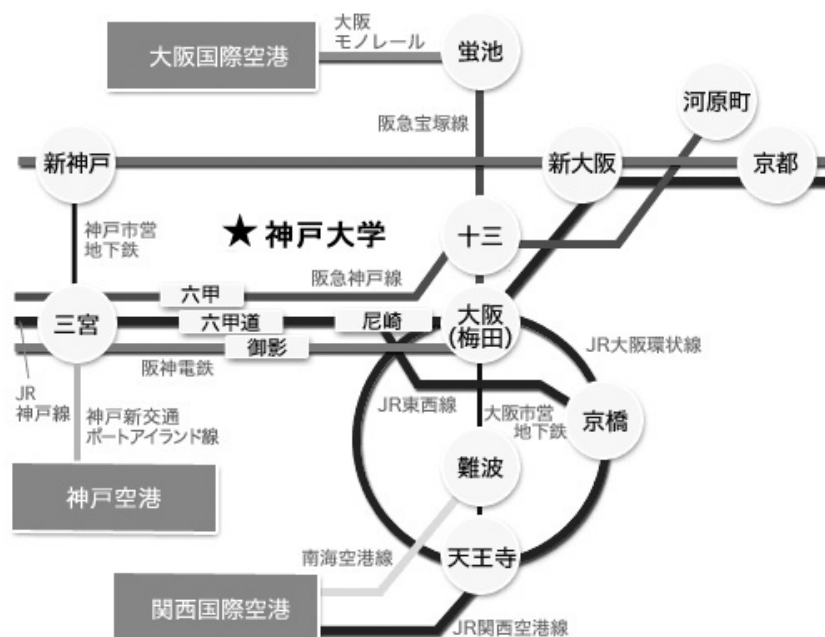 大阪
モノレール
大阪国際空港
蛍池
河原町
阪急宝塚線
新神戸
新大阪
京都
神戸市営
地下鉄
★ 神戸大学
十三
阪急神戸線
六甲
三宮
六甲道
尼崎
大阪
(梅田)
御影
JR大阪環状線
阪神電鉄
JR
神戸線
JR東西線
大阪市営
地下鉄
京橋
神戸新交通
ポートアイランド線
難波
神戸空港
南海空港線
天王寺
関西国際空港
JR関西空港線